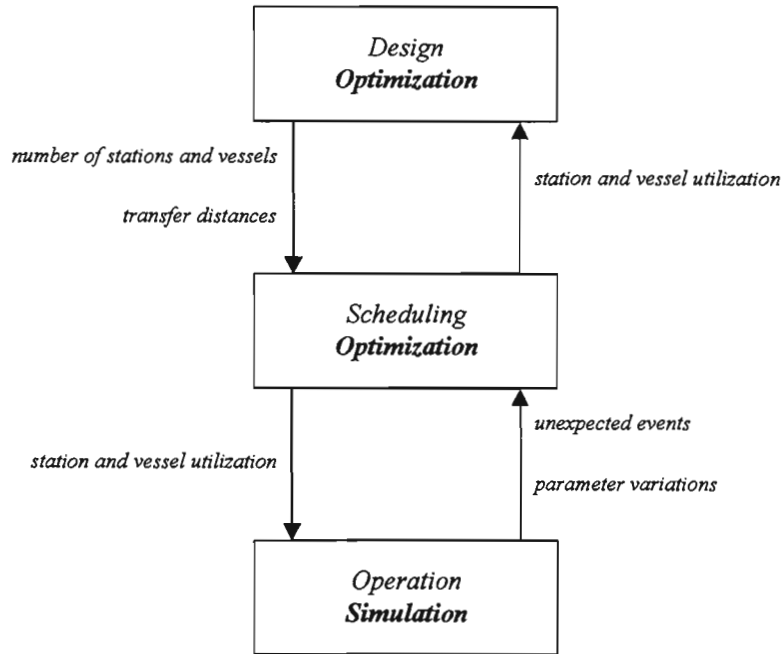 Design
Optimization
number of stations and vessels
station and vessel utilization
transfer distances
Scheduling
Optimization
unexpected events
station and vessel utilization
parameter variations
Operation
Simulation